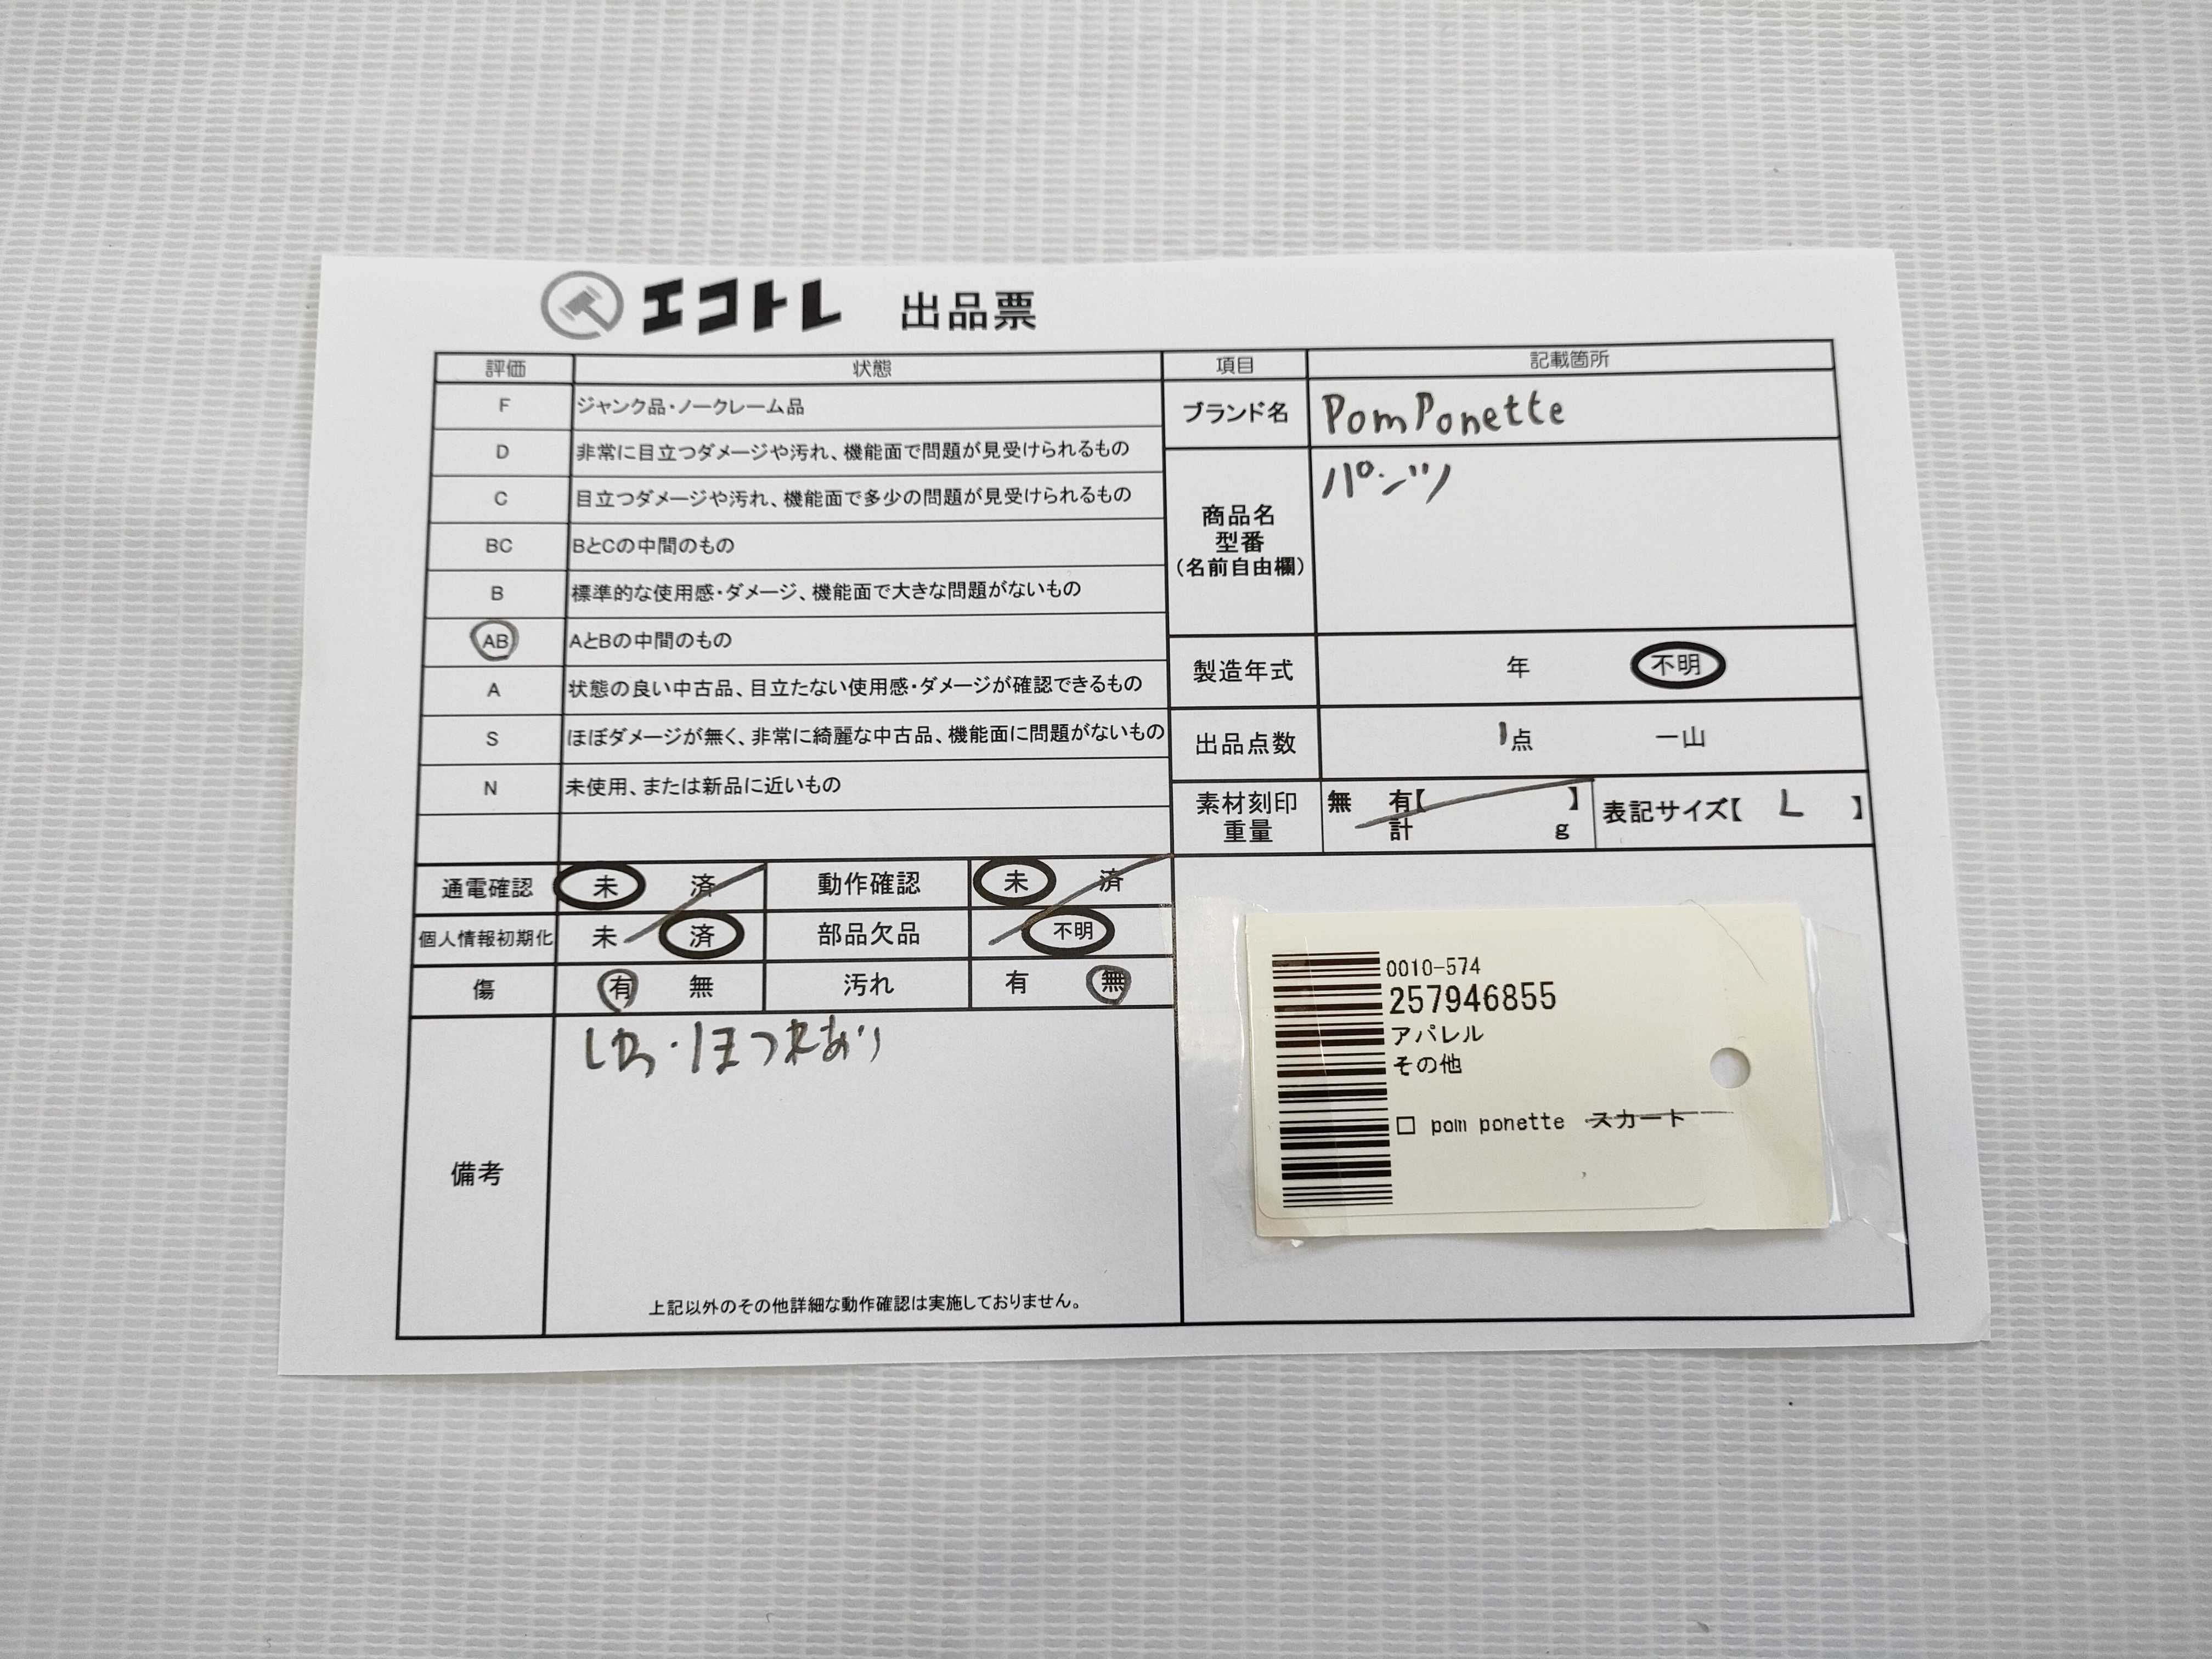 エコトレ 出品票
評価 状態 項目 記載箇所
F ジャンク品・ノークレーム品
D 非常に目立つダメージや汚れ、機能面で問題が見受けられるもの
C 目立つダメージや汚れ、機能面で多少の問題が見受けられるもの
BC BとCの中間のもの
B 標準的な使用感・ダメージ、機能面で大きな問題がないもの
AB AとBの中間のもの
A 状態の良い中古品、目立たない使用感・ダメージが確認できるもの
S ほぼダメージが無く、非常に綺麗な中古品、機能面に問題がないもの
N 未使用、または新品に近いもの
ブランド名 PomPonette
商品名
型番
(名前自由欄)
パンツ
製造年式 年 不明
出品点数 1点 一山
素材刻印
重量
無 有【 】
計 g
表記サイズ【 L 】
通電確認 未 済 動作確認 未 済
個人情報初期化 未 済 部品欠品 不明
傷 有 無 汚れ 有 無
備考
しわ・ほつれあり
上記以外のその他詳細な動作確認は実施しておりません。
0010-574
257946855
アパレル
その他
□ pom ponette スカート